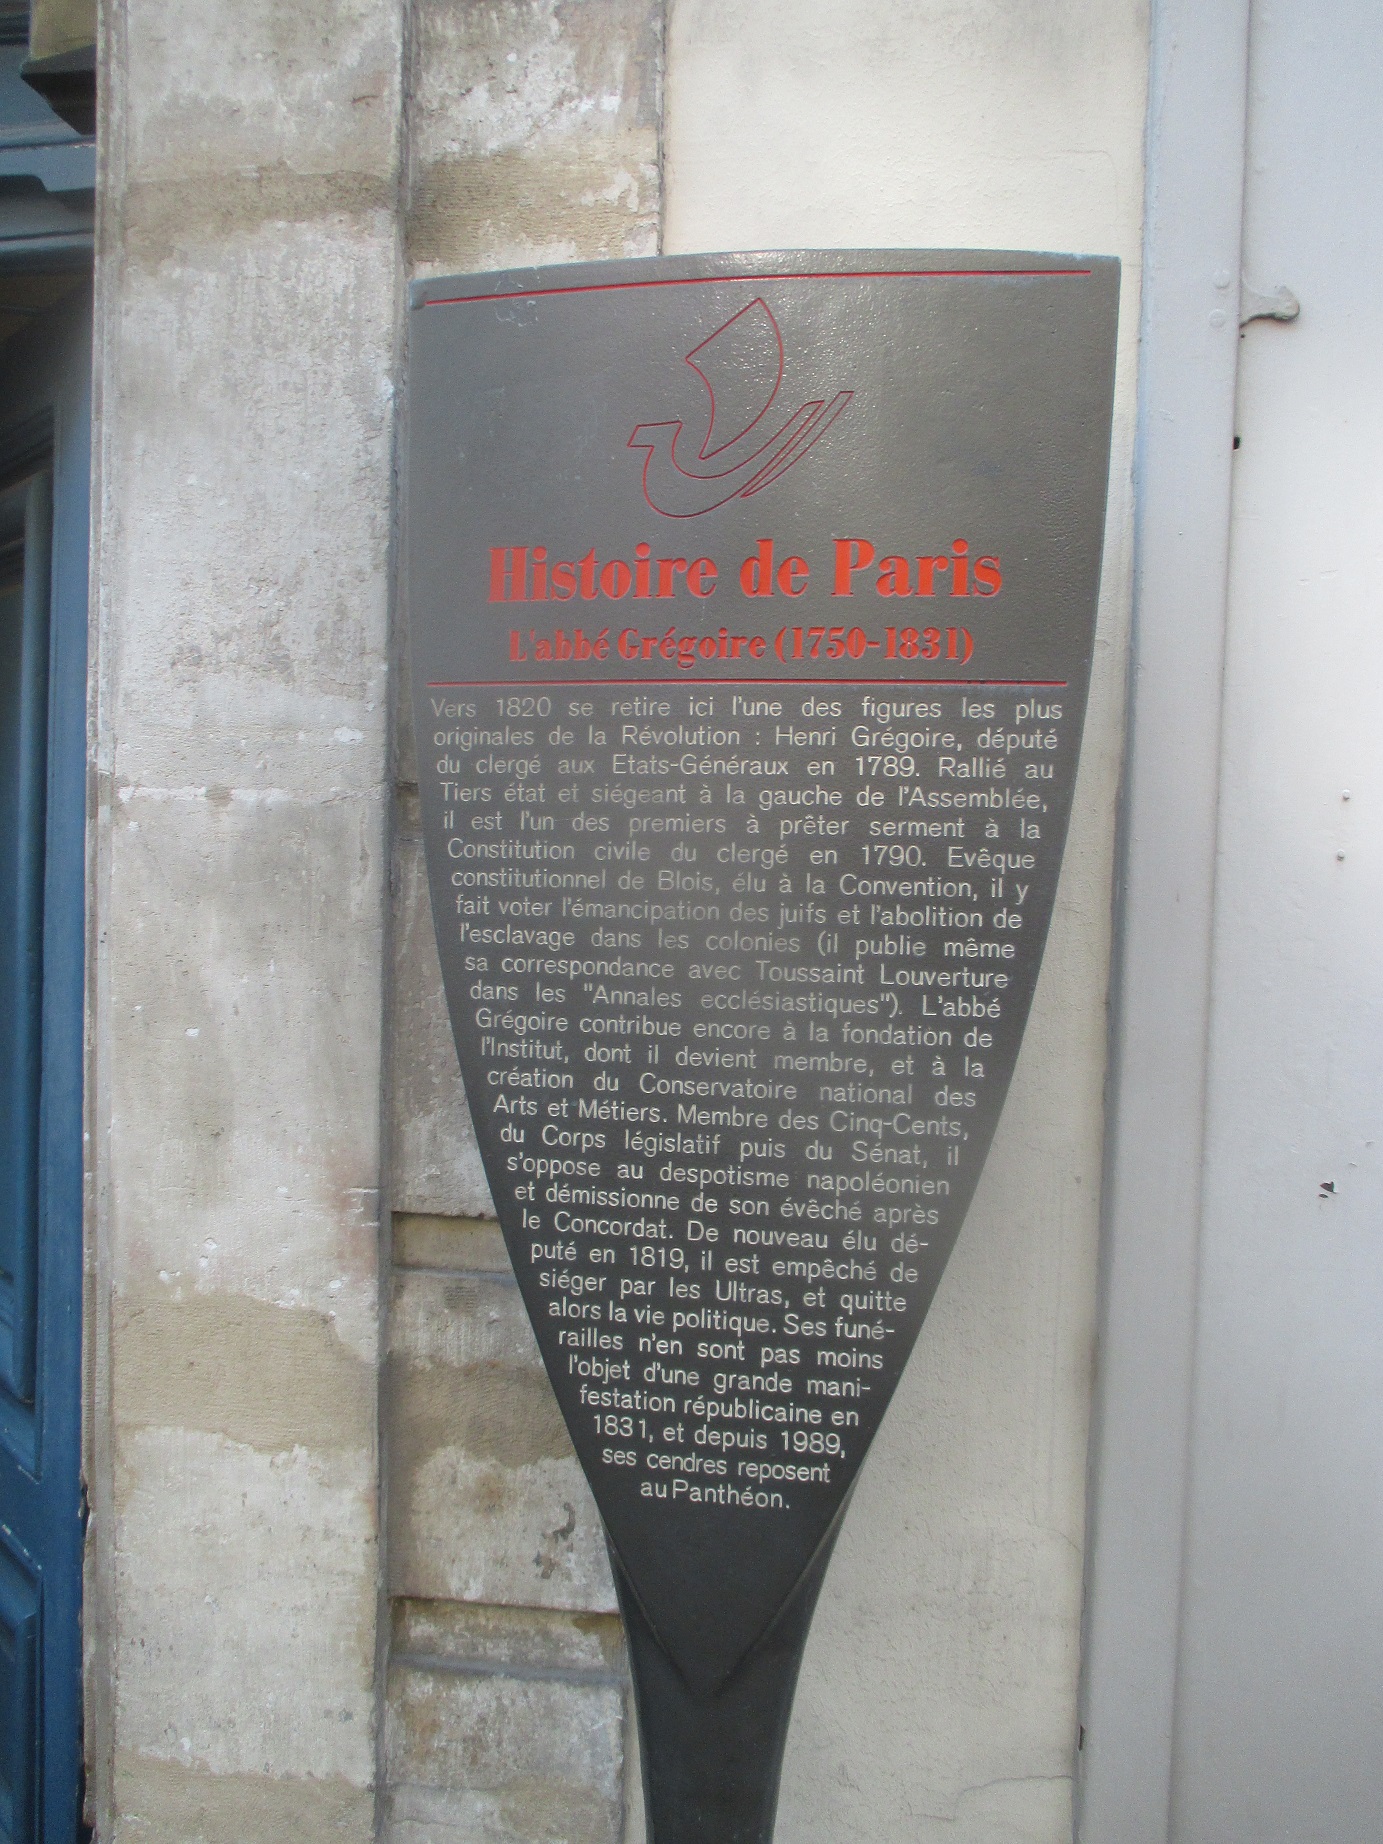 Histoire de Paris
L'abbé Grégoire (1750-1831)
Vers 1820 se retire ici l'une des figures les plus
originales de la Révolution : Henri Grégoire, député
du clergé aux Etats-Généraux en 1789. Rallié au
Tiers état et siégeant à la gauche de l'Assemblée,
il est l'un des premiers à prêter serment à la
Constitution civile du clergé en 1790. Evêque
constitutionnel de Blois, élu à la Convention, il y
fait voter l'émancipation des juifs et l'abolition de
l'esclavage dans les colonies (il publie même
sa correspondance avec Toussaint Louverture
dans les "Annales ecclésiastiques"). L'abbé
Grégoire contribue encore à la fondation de
l'Institut, dont il devient membre, et à la
création du Conservatoire national des
Arts et Métiers. Membre des Cinq-Cents,
du Corps législatif puis du Sénat, il
s'oppose au despotisme napoléonien
et démissionne de son évêché après
le Concordat. De nouveau élu dé-
puté en 1819, il est empêché de
siéger par les Ultras, et quitte
alors la vie politique. Ses funé-
railles n'en sont pas moins
l'objet d'une grande mani-
festation républicaine en
1831, et depuis 1989,
ses cendres reposent
au Panthéon.